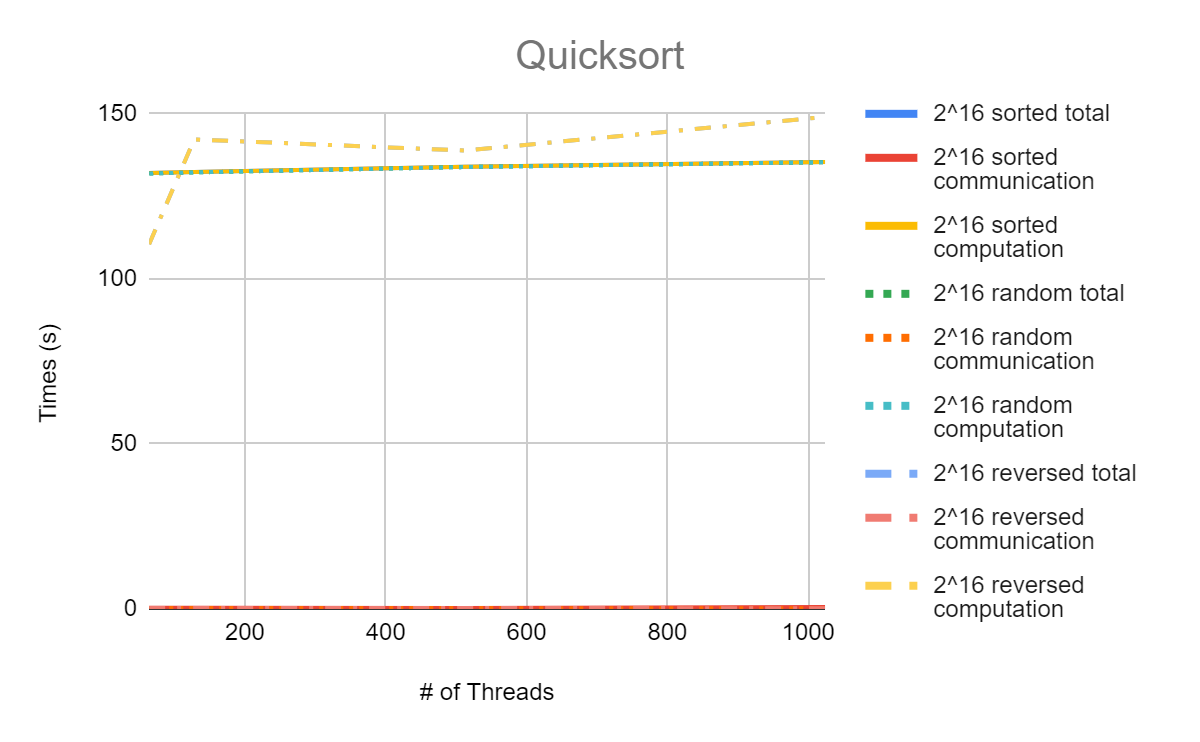 Quicksort
150
100
50
0
Times (s)
200
400
600
800
1000
# of Threads
2^16 sorted total
2^16 sorted
communication
2^16 sorted
computation
2^16 random total
2^16 random
communication
2^16 random
computation
2^16 reversed total
2^16 reversed
communication
2^16 reversed
computation